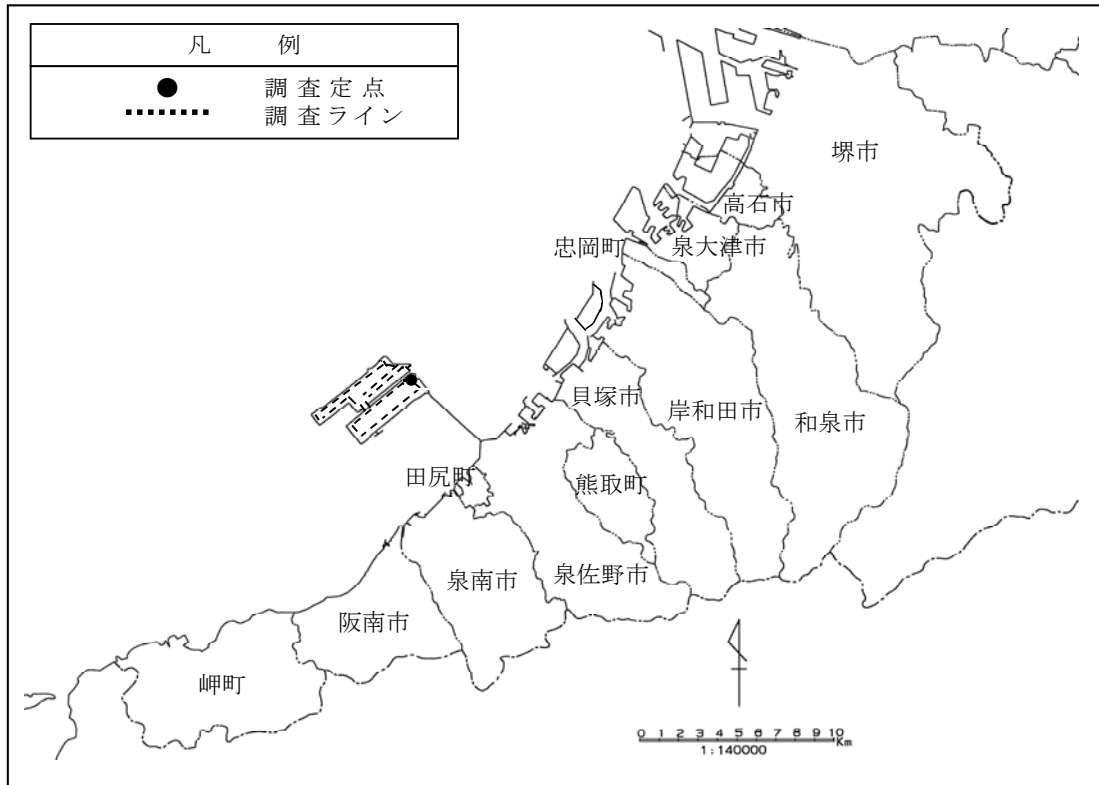 凡 例
調査定点
調査ライン
堺市
高石市
忠岡町
泉大津市
貝塚市
岸和田市
和泉市
田尻町
熊取町
泉南市
泉佐野市
阪南市
岬町
0 1 2 3 4 5 6 7 8 9 10
Km
1:140000